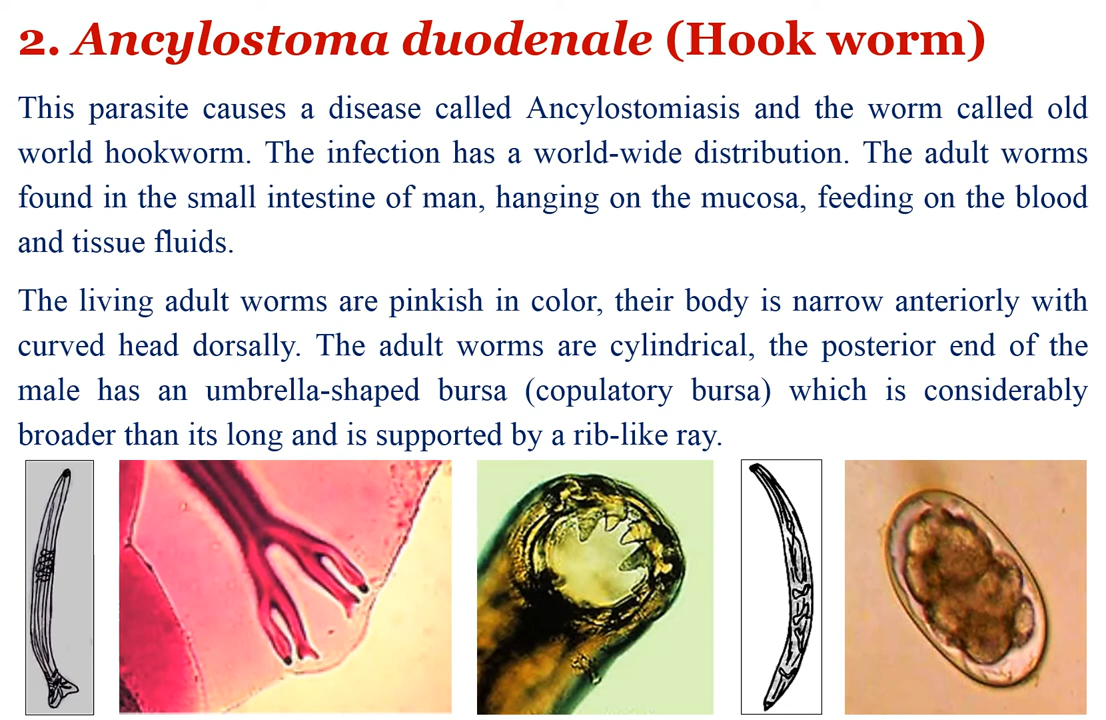 2. Ancylostoma duodenale (Hook worm)
This parasite causes a disease called Ancylostomiasis and the worm called old
world hookworm. The infection has a world-wide distribution. The adult worms
found in the small intestine of man, hanging on the mucosa, feeding on the blood
and tissue fluids.
The living adult worms are pinkish in color, their body is narrow anteriorly with
curved head dorsally. The adult worms are cylindrical, the posterior end of the
male has an umbrella-shaped bursa (copulatory bursa) which is considerably
broader than its long and is supported by a rib-like ray.